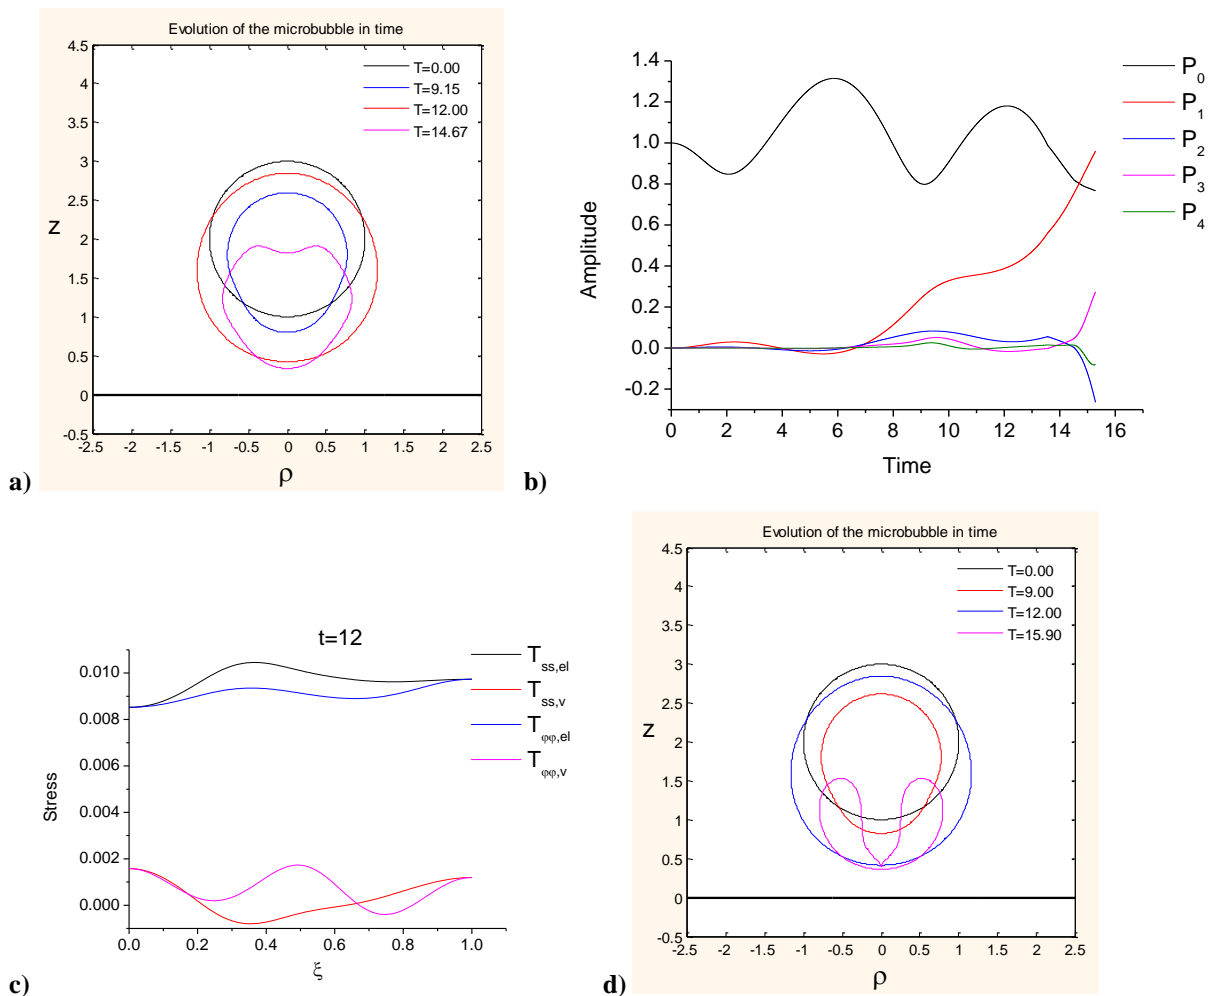 Evolution of the microbubble in time
4.5
4
3.5
3
2.5
2
1.5
1
0.5
0
-0.5
z
-2.5 -2 -1.5 -1 -0.5 0 0.5 1 1.5 2 2.5
ρ
T=0.00
T=9.15
T=12.00
T=14.67
a)
1.4
1.2
1.0
0.8
0.6
0.4
0.2
0.0
-0.2
Amplitude
0 2 4 6 8 10 12 14 16
Time
P0
P1
P2
P3
P4
b)
t=12
0.010
0.008
0.006
0.004
0.002
0.000
Stress
0.0 0.2 0.4 0.6 0.8 1.0
ξ
Tss,el
Tss,v
Tφφ,el
Tφφ,v
c)
Evolution of the microbubble in time
4.5
4
3.5
3
2.5
2
1.5
1
0.5
0
-0.5
z
-2.5 -2 -1.5 -1 -0.5 0 0.5 1 1.5 2 2.5
ρ
T=0.00
T=9.00
T=12.00
T=15.90
d)